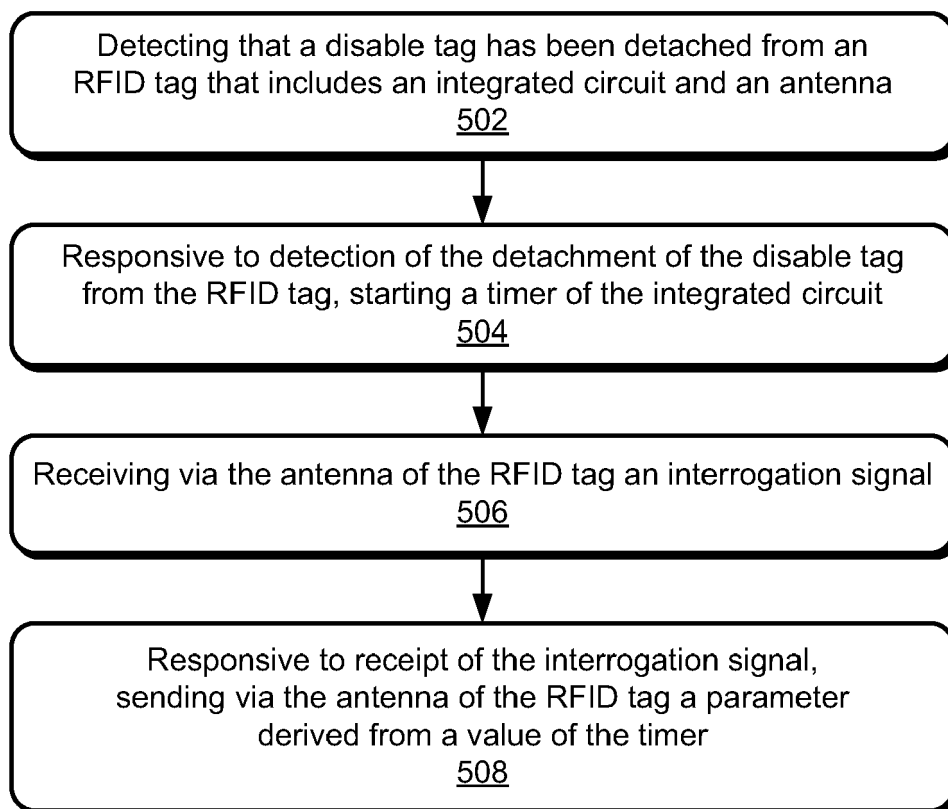 Detecting that a disable tag has been detached from an
RFID tag that includes an integrated circuit and an antenna
502
Responsive to detection of the detachment of the disable tag
from the RFID tag, starting a timer of the integrated circuit
504
Receiving via the antenna of the RFID tag an interrogation signal
506
Responsive to receipt of the interrogation signal,
sending via the antenna of the RFID tag a parameter
derived from a value of the timer
508